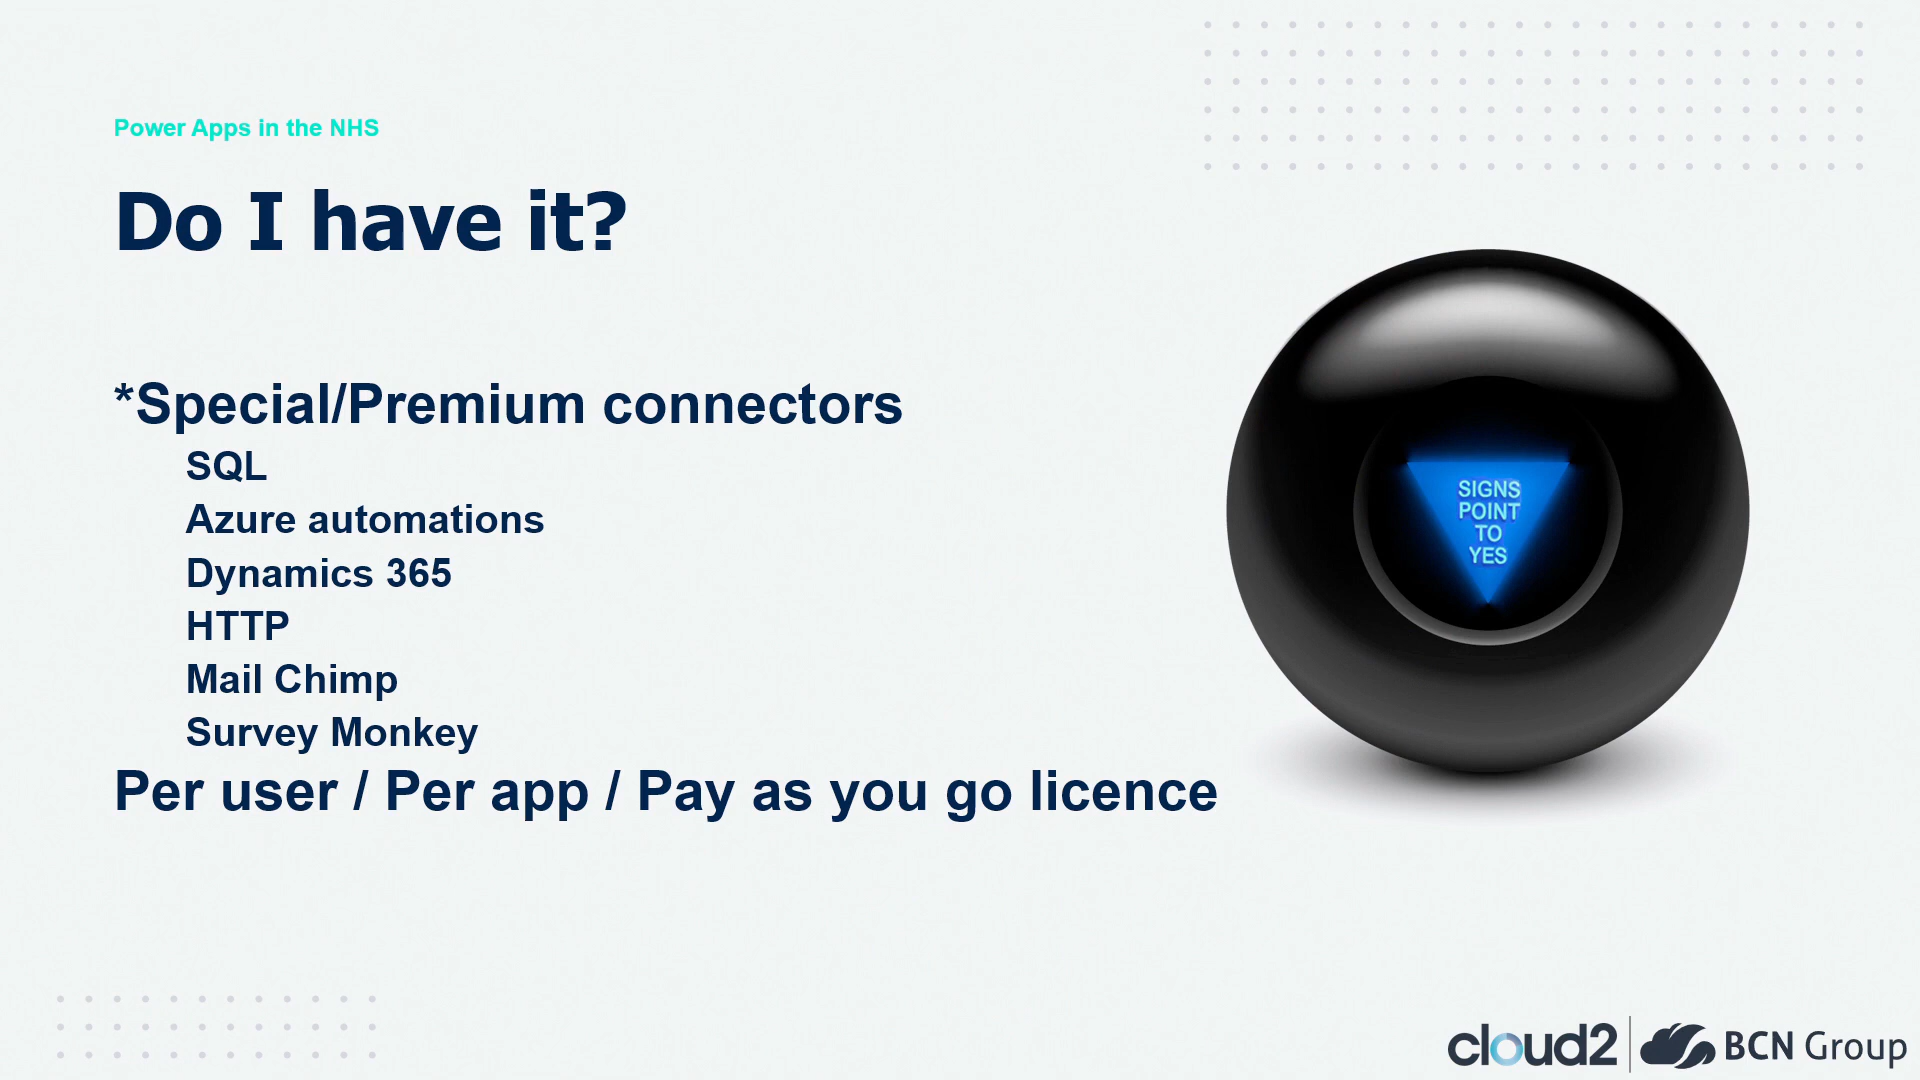 Power Apps in the NHS
Do I have it?
*Special/Premium connectors
SQL
Azure automations
Dynamics 365
HTTP
Mail Chimp
Survey Monkey
Per user / Per app / Pay as you go licence
SIGNS
POINT
TO
YES
cloud2
BCN Group